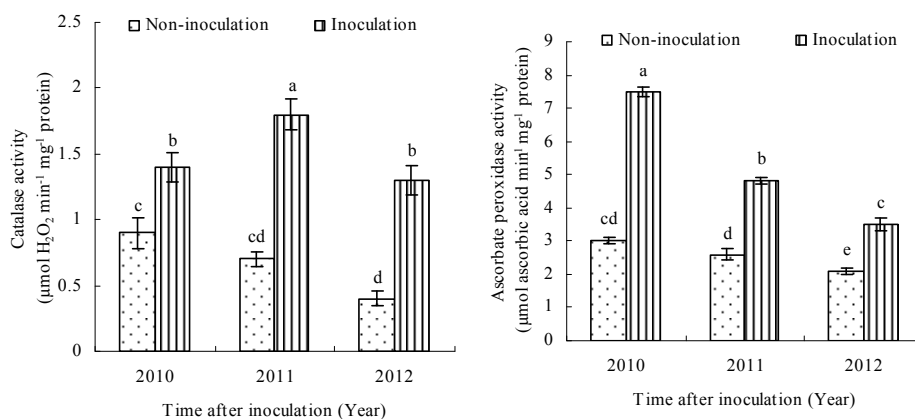 Non-inoculation
Inoculation
Catalase activity
(μmol H₂O₂ min⁻¹ mg⁻¹ protein)
2.5
2
1.5
1
0.5
0
c
b
cd
a
d
b
2010
2011
2012
Time after inoculation (Year)
Non-inoculation
Inoculation
Ascorbate peroxidase activity
(μmol ascorbic acid min¹ mg⁻¹ protein)
9
8
7
6
5
4
3
2
1
0
cd
a
d
b
e
c
2010
2011
2012
Time after inoculation (Year)